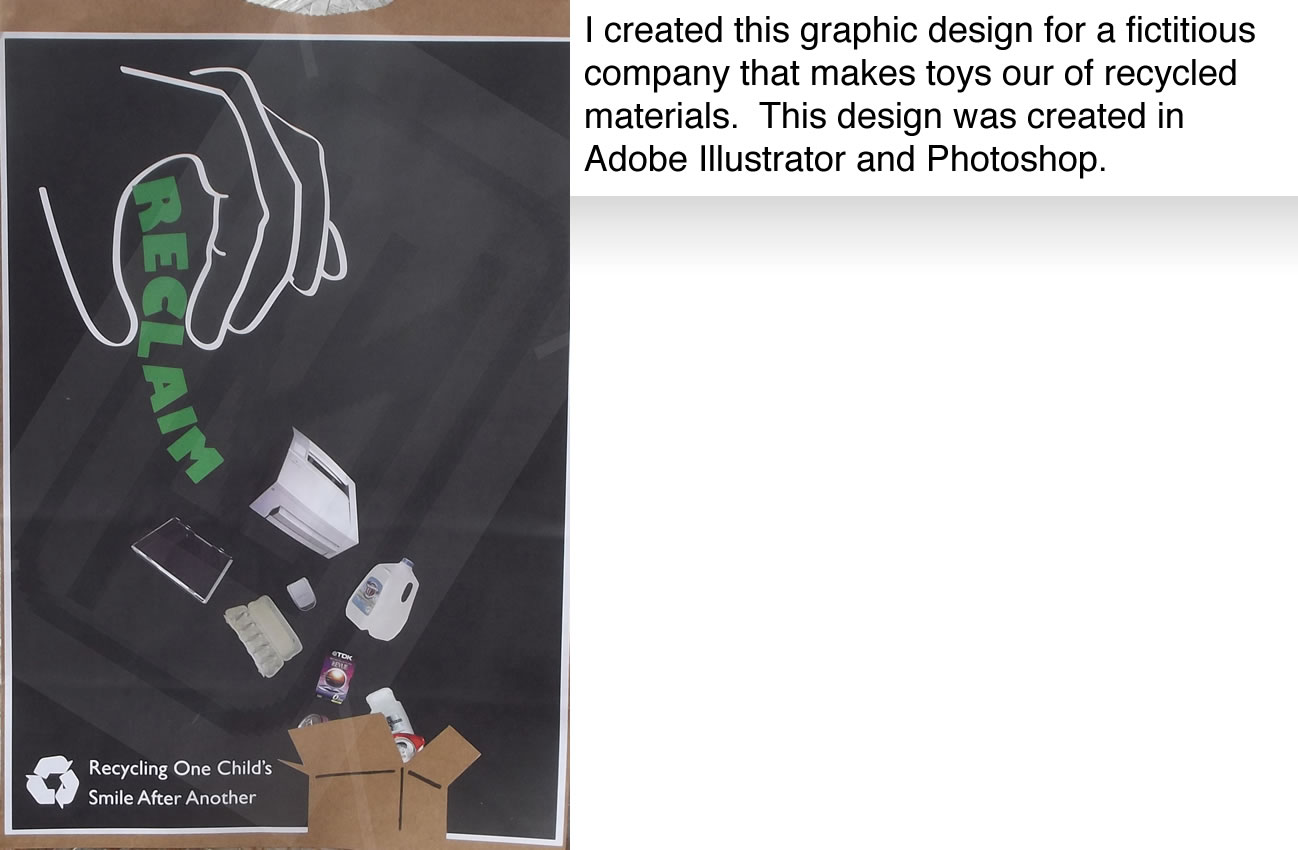 I created this graphic design for a fictitious
company that makes toys our of recycled
materials.  This design was created in
Adobe Illustrator and Photoshop.
RECLAIM
TDK
REVUE
Recycling One Child's
Smile After Another